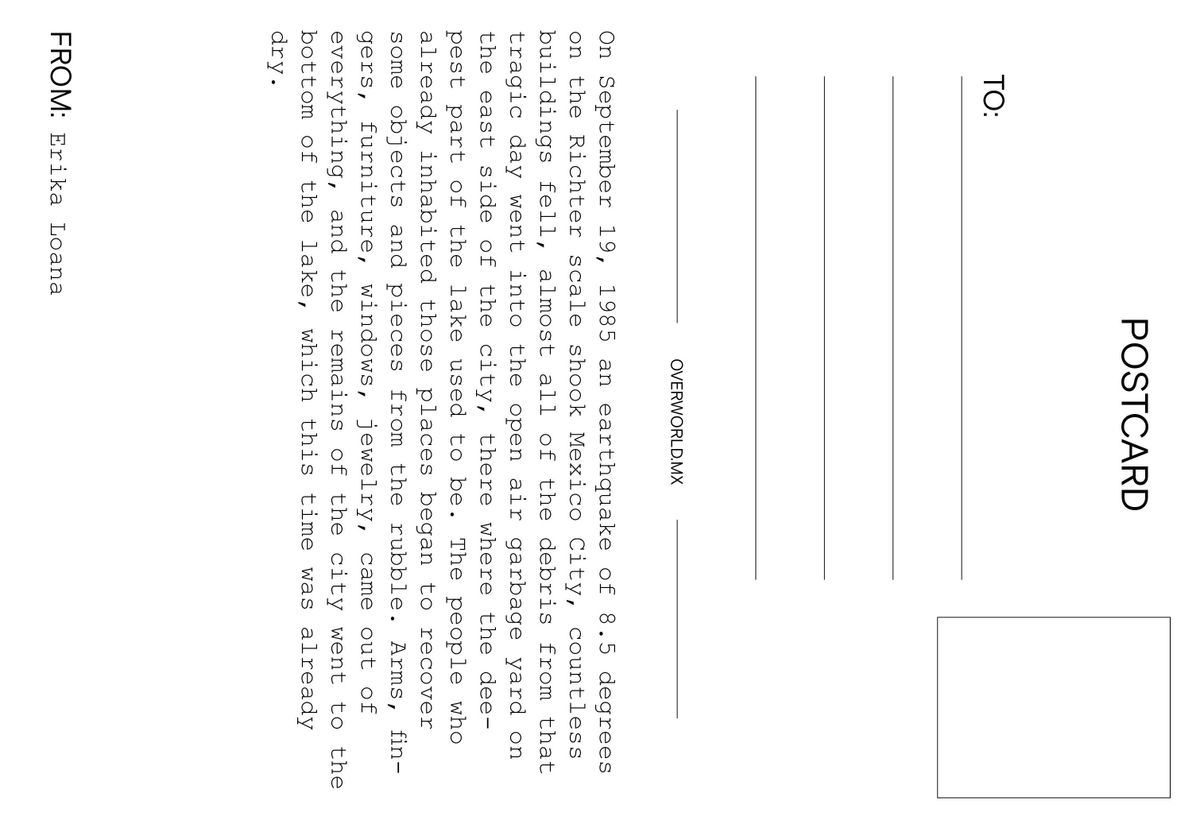 POSTCARD
TO:
OVERWORLD.MX
On September 19, 1985 an earthquake of 8.5 degrees
on the Richter scale shook Mexico City, countless
buildings fell, almost all of the debris from that
tragic day went into the open air garbage yard on
the east side of the city, there where the dee-
pest part of the lake used to be. The people who
already inhabited those places began to recover
some objects and pieces from the rubble. Arms, fin-
gers, furniture, windows, jewelry, came out of
everything, and the remains of the city went to the
bottom of the lake, which this time was already
dry.
FROM: Erika Loana